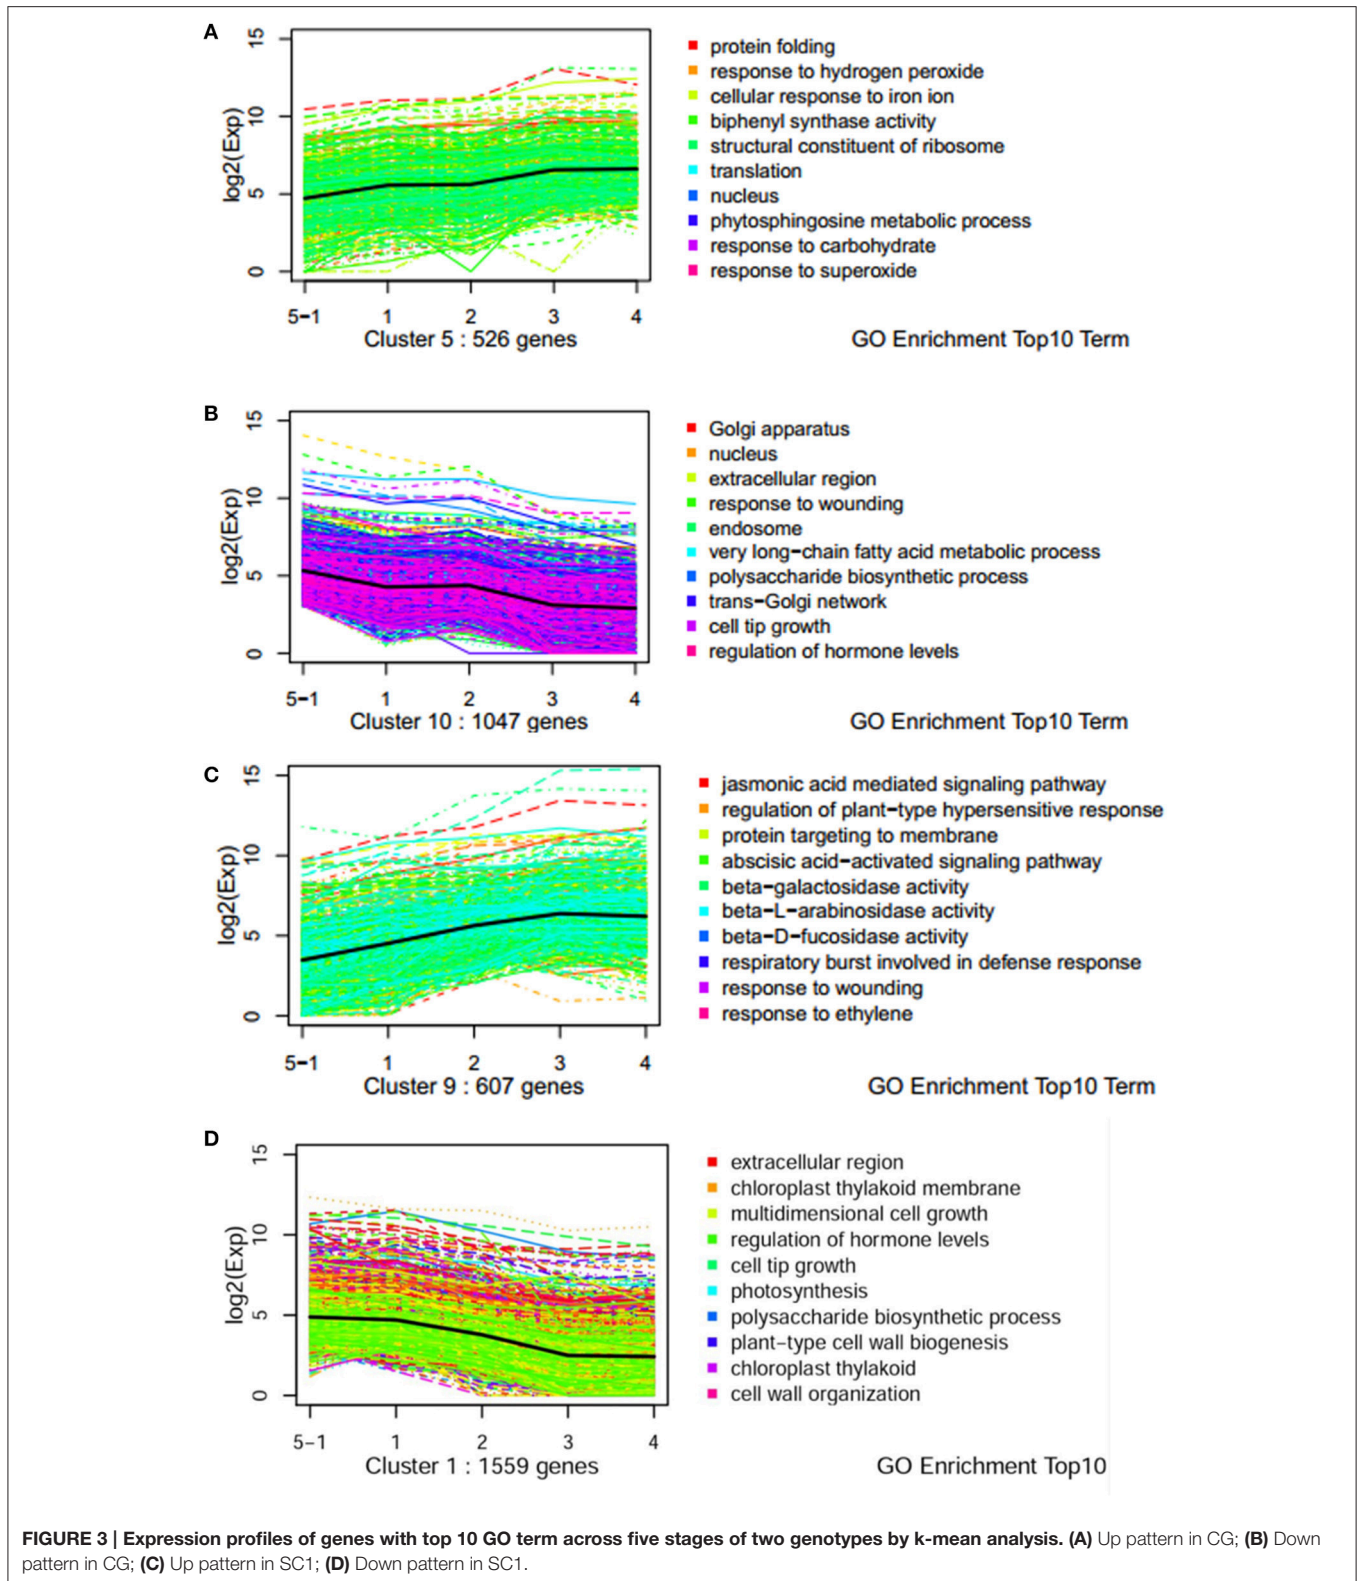 A
log2(Exp)
15
10
5
0
5−1 1 2 3 4
Cluster 5 : 526 genes
protein folding
response to hydrogen peroxide
cellular response to iron ion
biphenyl synthase activity
structural constituent of ribosome
translation
nucleus
phytosphingosine metabolic process
response to carbohydrate
response to superoxide
GO Enrichment Top10 Term
B
log2(Exp)
15
10
5
0
5−1 1 2 3 4
Cluster 10 : 1047 genes
Golgi apparatus
nucleus
extracellular region
response to wounding
endosome
very long−chain fatty acid metabolic process
polysaccharide biosynthetic process
trans−Golgi network
cell tip growth
regulation of hormone levels
GO Enrichment Top10 Term
C
log2(Exp)
15
10
5
0
5−1 1 2 3 4
Cluster 9 : 607 genes
jasmonic acid mediated signaling pathway
regulation of plant−type hypersensitive response
protein targeting to membrane
abscisic acid−activated signaling pathway
beta−galactosidase activity
beta−L−arabinosidase activity
beta−D−fucosidase activity
respiratory burst involved in defense response
response to wounding
response to ethylene
GO Enrichment Top10 Term
D
log2(Exp)
15
10
5
0
5−1 1 2 3 4
Cluster 1 : 1559 genes
extracellular region
chloroplast thylakoid membrane
multidimensional cell growth
regulation of hormone levels
cell tip growth
photosynthesis
polysaccharide biosynthetic process
plant−type cell wall biogenesis
chloroplast thylakoid
cell wall organization
GO Enrichment Top10
FIGURE 3 | Expression profiles of genes with top 10 GO term across five stages of two genotypes by k-mean analysis. (A) Up pattern in CG; (B) Down
pattern in CG; (C) Up pattern in SC1; (D) Down pattern in SC1.